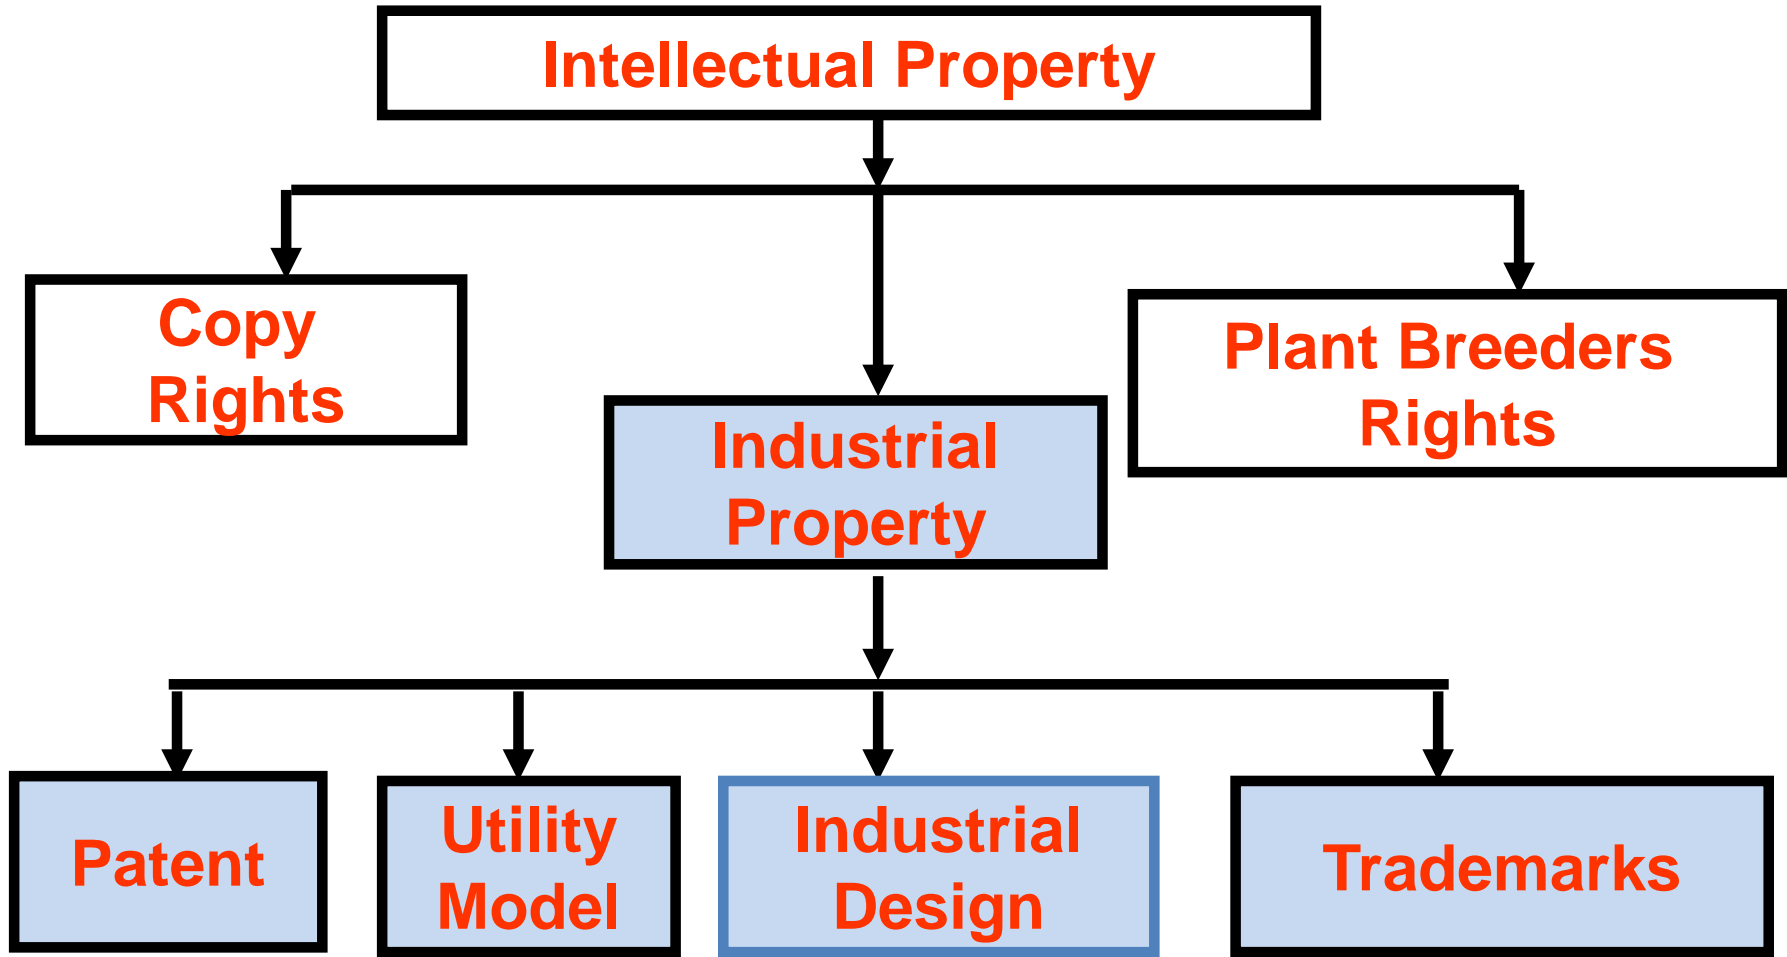 Intellectual Property
Copy
Rights
Plant Breeders
Rights
Industrial
Property
Patent
Utility
Model
Industrial
Design
Trademarks